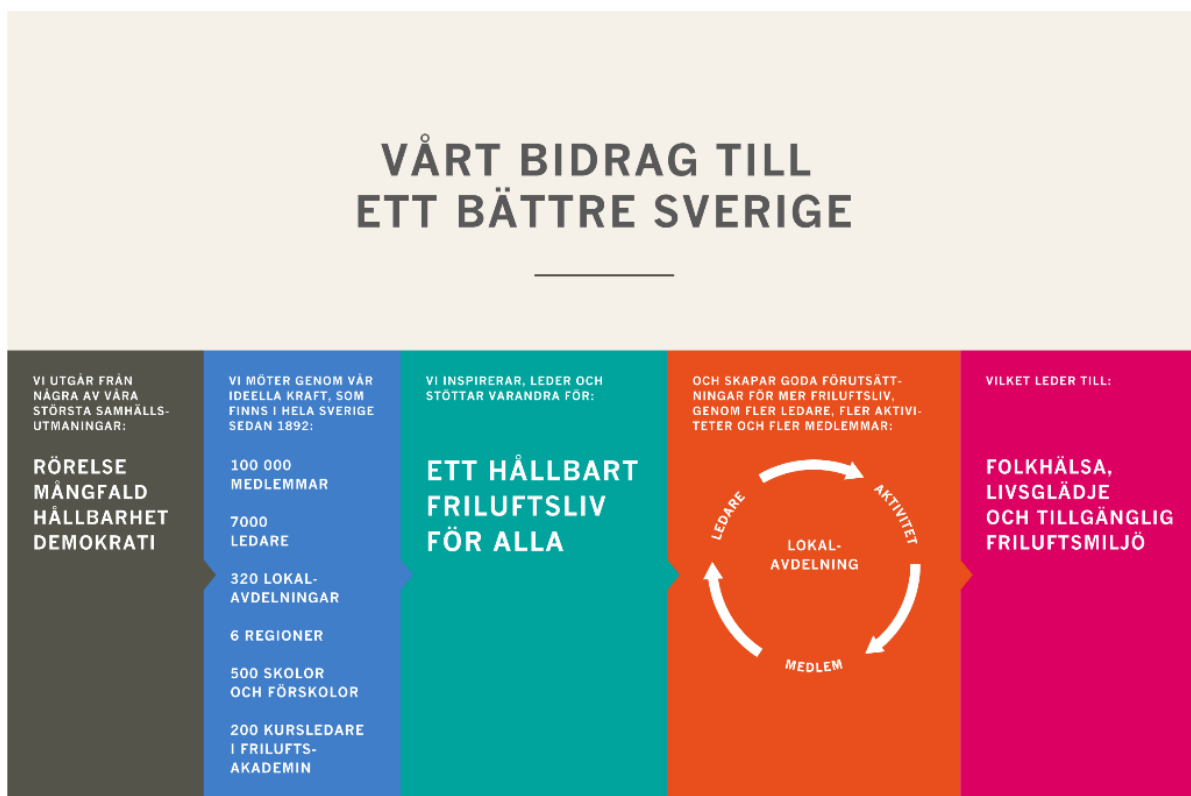 VÅRT BIDRAG TILL
ETT BÄTTRE SVERIGE
VI UTGÅR FRÅN
NÅGRA AV VÅRA
STÖRSTA SAMHÄLLS-
UTMANINGAR:
RÖRELSE
MÅNGFALD
HÅLLBARHET
DEMOKRATI
VI MÖTER GENOM VÅR
IDEELLA KRAFT, SOM
FINNS I HELA SVERIGE
SEDAN 1892:
100 000
MEDLEMMAR
7000
LEDARE
320 LOKAL-
AVDELNINGAR
6 REGIONER
500 SKOLOR
OCH FÖRSKOLOR
200 KURSLEDARE
I FRILUFTS-
AKADEMIN
VI INSPIRERAR, LEDER OCH
STÖTTAR VARANDRA FÖR:
ETT HÅLLBART
FRILUFTSLIV
FÖR ALLA
OCH SKAPAR GODA FÖRUTSÄTT-
NINGAR FÖR MER FRILUFTSLIV,
GENOM FLER LEDARE, FLER AKTIVI-
TETER OCH FLER MEDLEMMAR:
LEDARE
AKTIVITET
LOKAL-
AVDELNING
MEDLEM
VILKET LEDER TILL:
FOLKHÄLSA,
LIVSGLÄDJE
OCH TILLGÄNGLIG
FRILUFTSMILJÖ